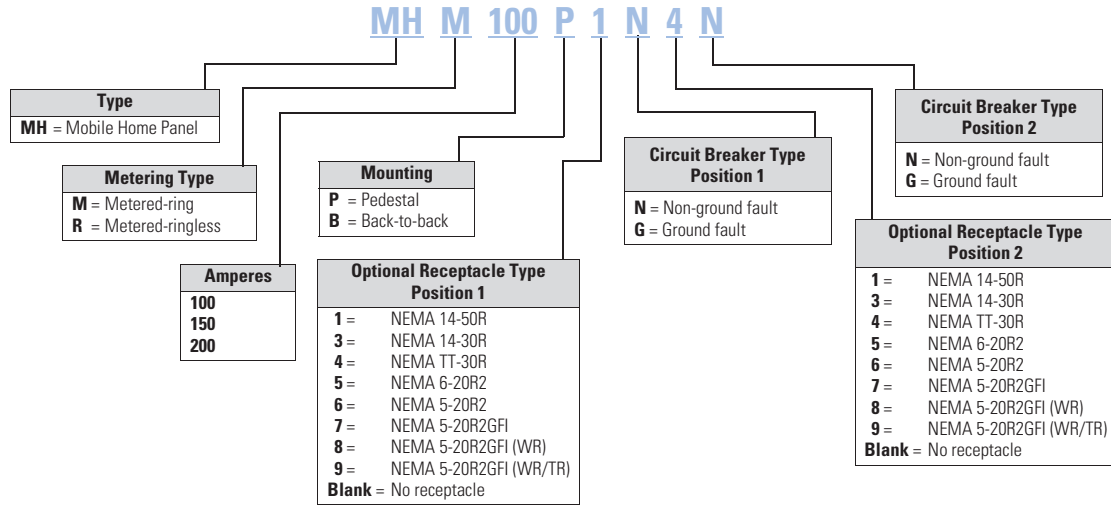 MH M 100 P 1 N 4 N
Type
MH = Mobile Home Panel
Metering Type
M = Metered-ring
R = Metered-ringless
Amperes
100
150
200
Mounting
P = Pedestal
B = Back-to-back
Optional Receptacle Type
Position 1
1 = NEMA 14-50R
3 = NEMA 14-30R
4 = NEMA TT-30R
5 = NEMA 6-20R2
6 = NEMA 5-20R2
7 = NEMA 5-20R2GFI
8 = NEMA 5-20R2GFI (WR)
9 = NEMA 5-20R2GFI (WR/TR)
Blank = No receptacle
Circuit Breaker Type
Position 1
N = Non-ground fault
G = Ground fault
Circuit Breaker Type
Position 2
N = Non-ground fault
G = Ground fault
Optional Receptacle Type
Position 2
1 = NEMA 14-50R
3 = NEMA 14-30R
4 = NEMA TT-30R
5 = NEMA 6-20R2
6 = NEMA 5-20R2
7 = NEMA 5-20R2GFI
8 = NEMA 5-20R2GFI (WR)
9 = NEMA 5-20R2GFI (WR/TR)
Blank = No receptacle